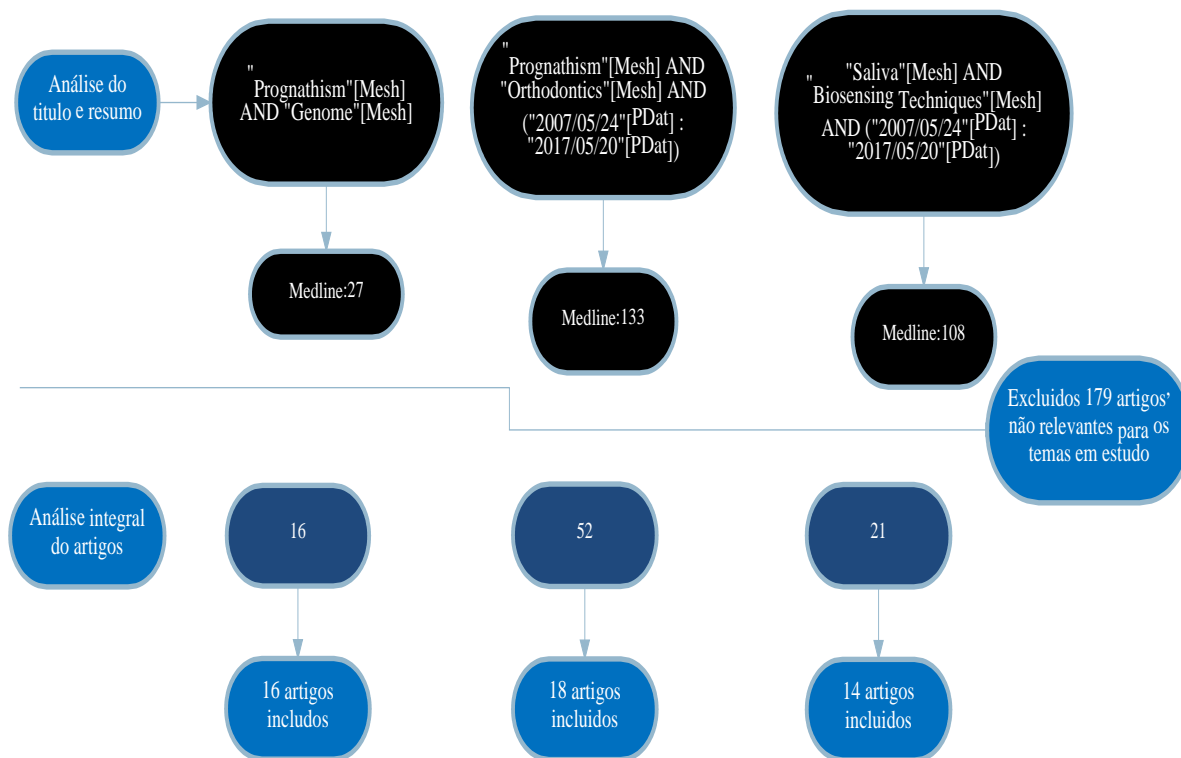 Análise do
titulo e resumo
"
Prognathism"[Mesh]
AND "Genome"[Mesh]
"
Prognathism"[Mesh] AND
"Orthodontics"[Mesh] AND
("2007/05/24"[PDat] :
"2017/05/20"[PDat])
"Saliva"[Mesh] AND
"Biosensing Techniques"[Mesh]
AND ("2007/05/24"[PDat] :
"2017/05/20"[PDat])
Medline:27
Medline:133
Medline:108
Excluidos 179 artigos,
não relevantes para os
temas em estudo
Análise integral
do artigos
16
52
21
16 artigos
includos
18 artigos
incluidos
14 artigos
incluidos